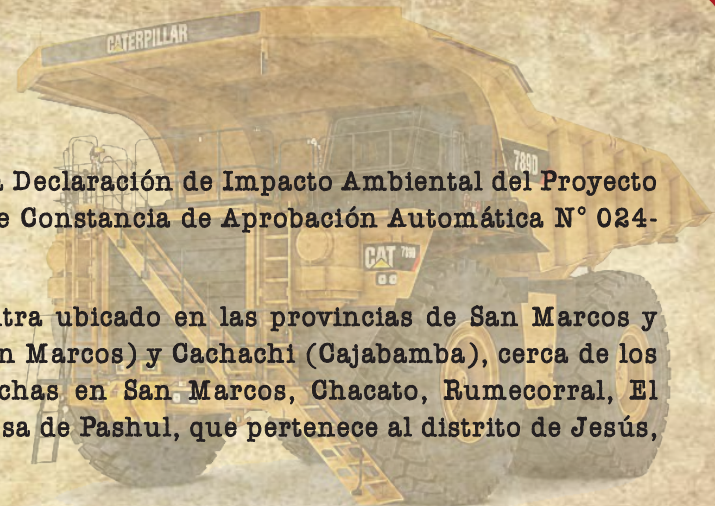 CATERPILLAR
789D
Declaración de Impacto Ambiental del Proyecto
e Constancia de Aprobación Automática N° 024-
CAT 789D
tra ubicado en las provincias de San Marcos y
n Marcos) y Cachachi (Cajabamba), cerca de los
chas en San Marcos, Chacato, Rumecorral, El
sa de Pashul, que pertenece al distrito de Jesús,